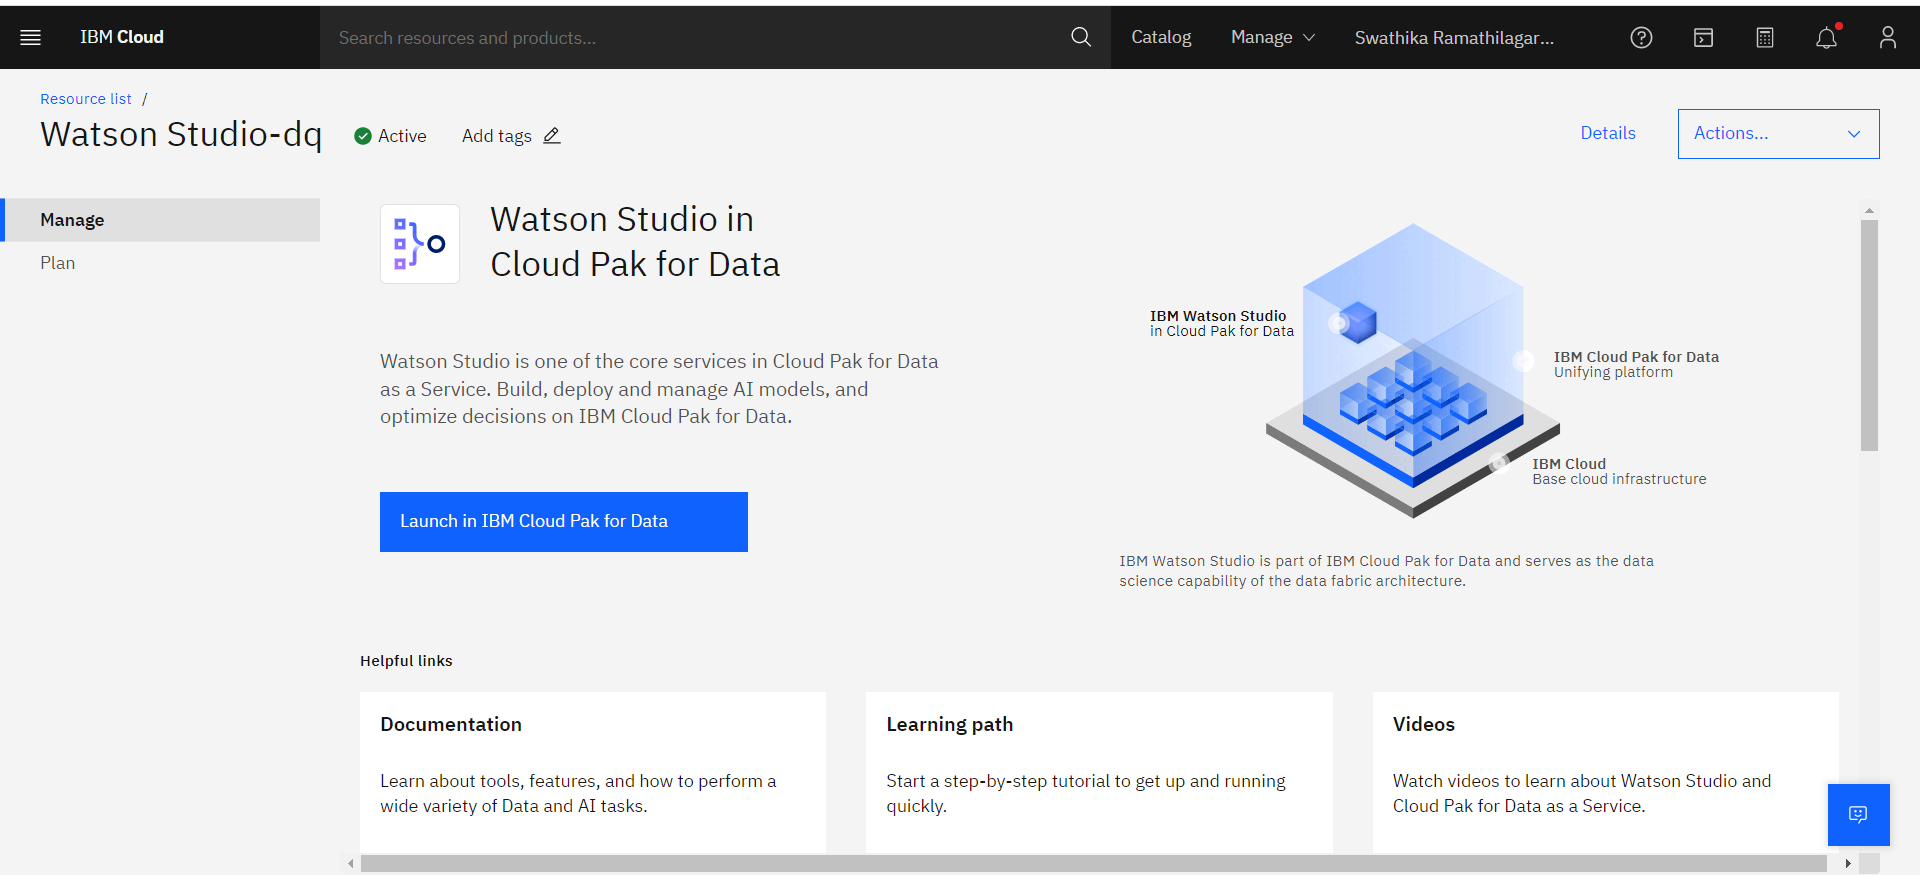 IBM Cloud
Search resources and products...
Catalog
Manage
Swathika Ramathilagar...
Resource list /
Watson Studio-dq
Active
Add tags
Details
Actions...
Manage
Plan
Watson Studio in
Cloud Pak for Data
Watson Studio is one of the core services in Cloud Pak for Data
as a Service. Build, deploy and manage AI models, and
optimize decisions on IBM Cloud Pak for Data.
Launch in IBM Cloud Pak for Data
IBM Watson Studio
in Cloud Pak for Data
IBM Cloud Pak for Data
Unifying platform
IBM Cloud
Base cloud infrastructure
IBM Watson Studio is part of IBM Cloud Pak for Data and serves as the data
science capability of the data fabric architecture.
Helpful links
Documentation
Learn about tools, features, and how to perform a
wide variety of Data and AI tasks.
Learning path
Start a step-by-step tutorial to get up and running
quickly.
Videos
Watch videos to learn about Watson Studio and
Cloud Pak for Data as a Service.